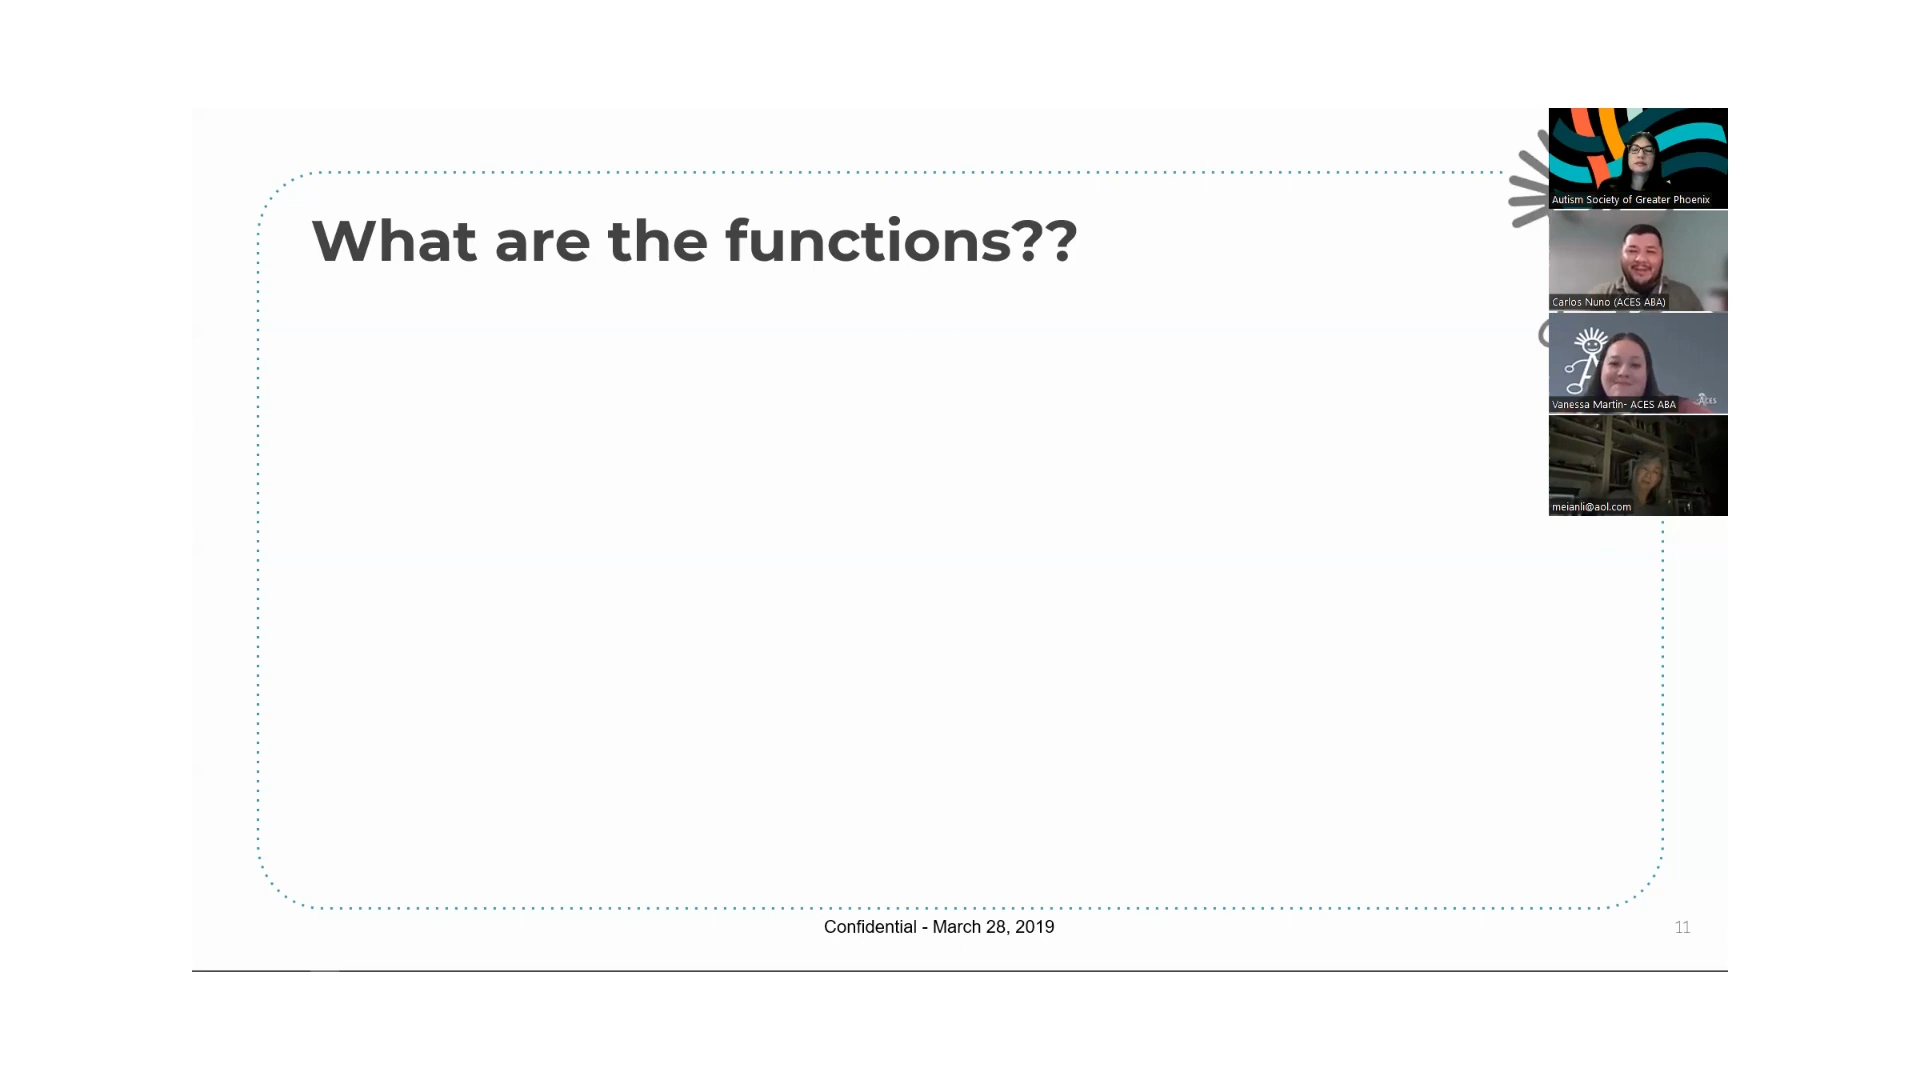 What are the functions??
Autism Society of Greater Phoenix
Carlos Nuno (ACES ABA)
Vanessa Martin- ACES ABA
ACES
meianli@aol.com
Confidential - March 28, 2019
11